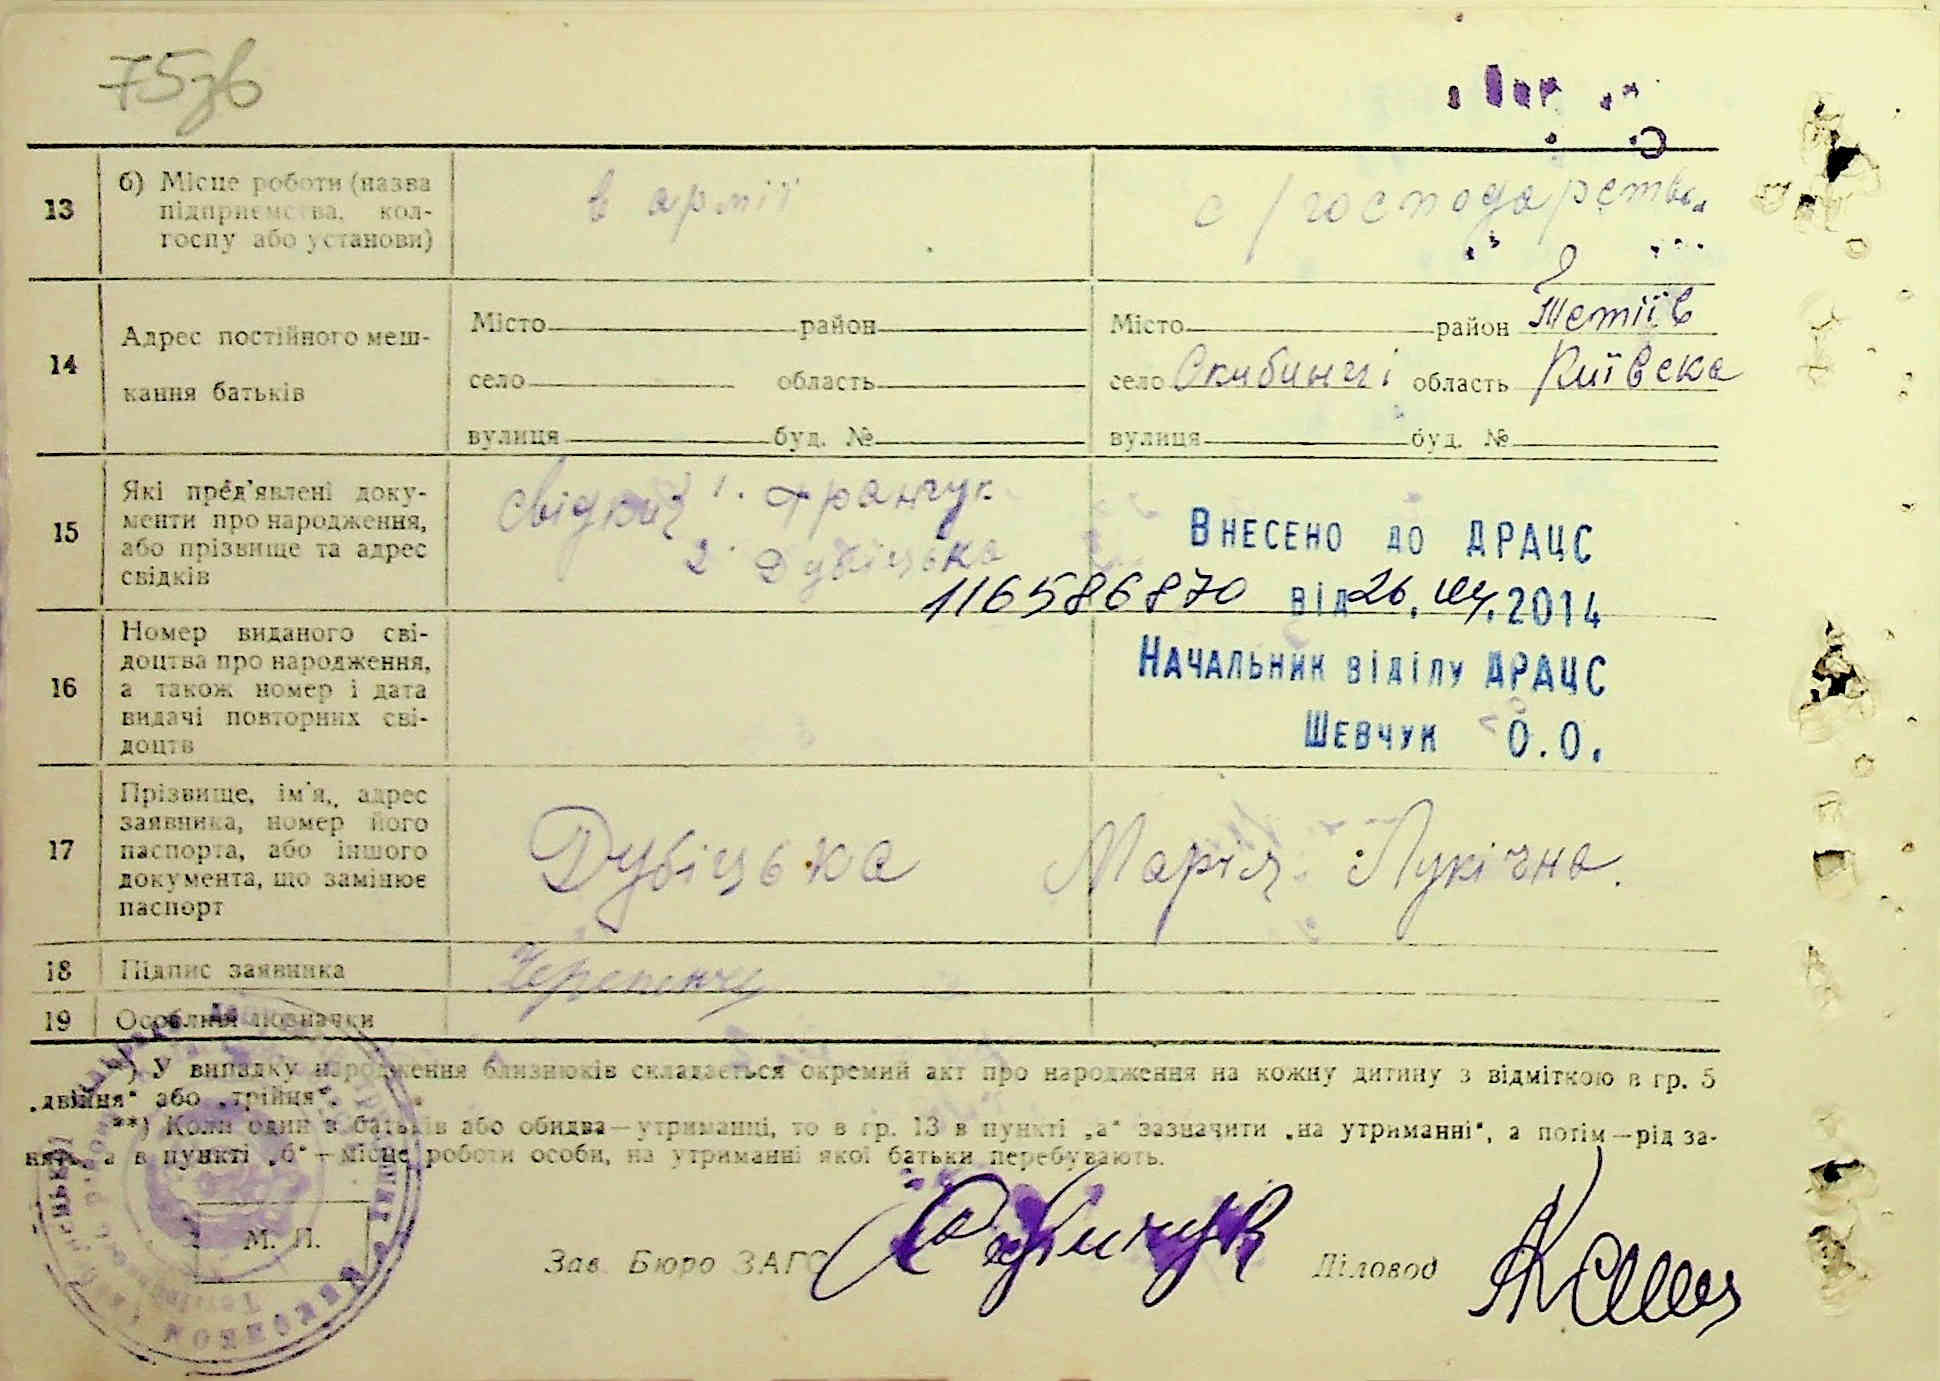 75зв
13 б) Місце роботи (назва підприємства, колгоспу або установи) в армії с/господарства
14 Адрес постійного мешкання батьків
Місто район Місто район Тетіїв
село область село Скибинці область Київска
вулиця буд. № вулиця буд. №
15 Які пред'явлені документи про народження, або прізвище та адрес свідків
свідки 1. Франчук
2. Дубіцька
Внесено до ДРАЦС
116586870 від 26. 2014
Начальник відділу ДРАЦС
Шевчук О.О.
16 Номер виданого свідоцтва про народження, а також номер і дата видачі повторних свідоцтв
17 Прізвище, ім'я, адрес заявника, номер його паспорта, або іншого документа, що замінює паспорт
Дубіцька Марія Лукічна.
18 Підпис заявника
19 Особливі позначки
*) У випадку народження близнюків складається окремий акт про народження на кожну дитину з відміткою в гр. 5
„двійня“ або „трійця“.
**) Коли один з батьків або обидва—утриманці, то в гр. 13 в пункті „а“ зазначити „на утриманні“, а потім—рід за-
нять, а в пункті „б“—місце роботи особи, на утриманні якої батьки перебувають.
М. П.
Зав. Бюро ЗАГС Діловод